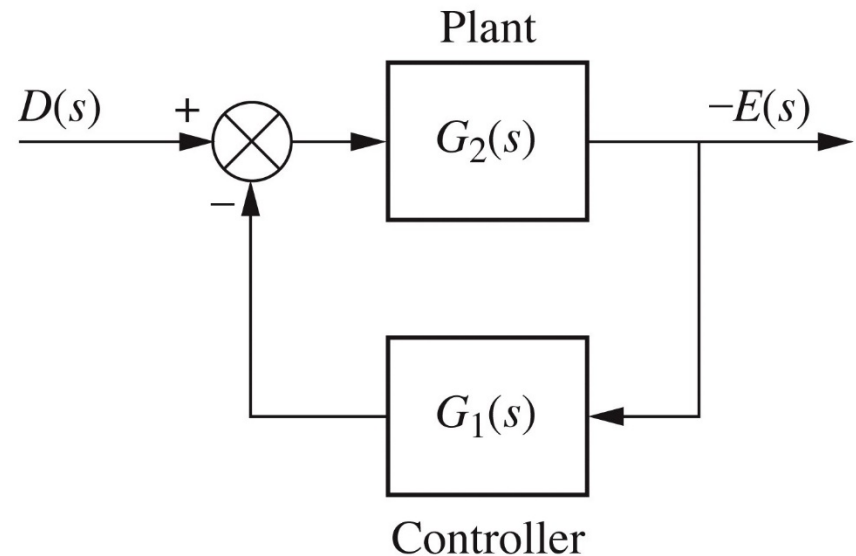 Plant
D(s)
+
G₂(s)
−E(s)
−
G₁(s)
Controller